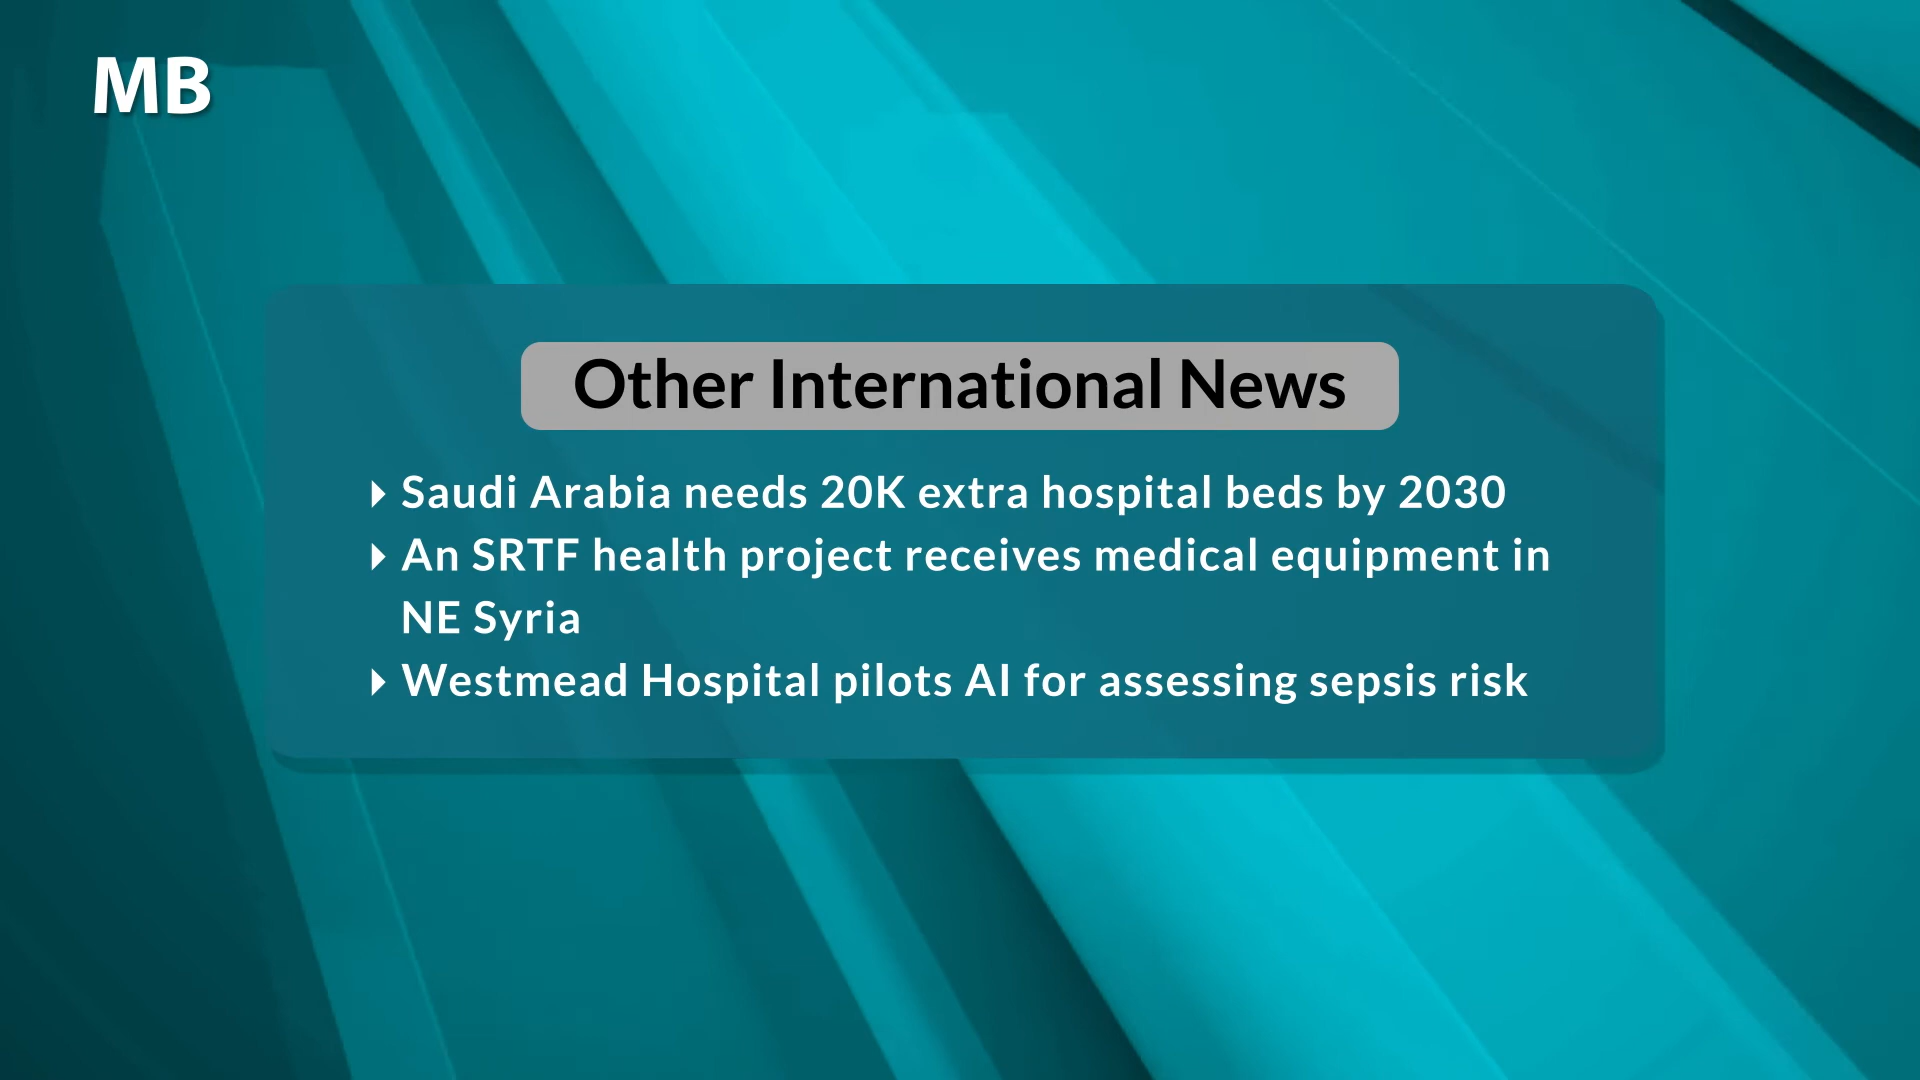 MB
Other International News
Saudi Arabia needs 20K extra hospital beds by 2030
An SRTF health project receives medical equipment in
NE Syria
Westmead Hospital pilots AI for assessing sepsis risk